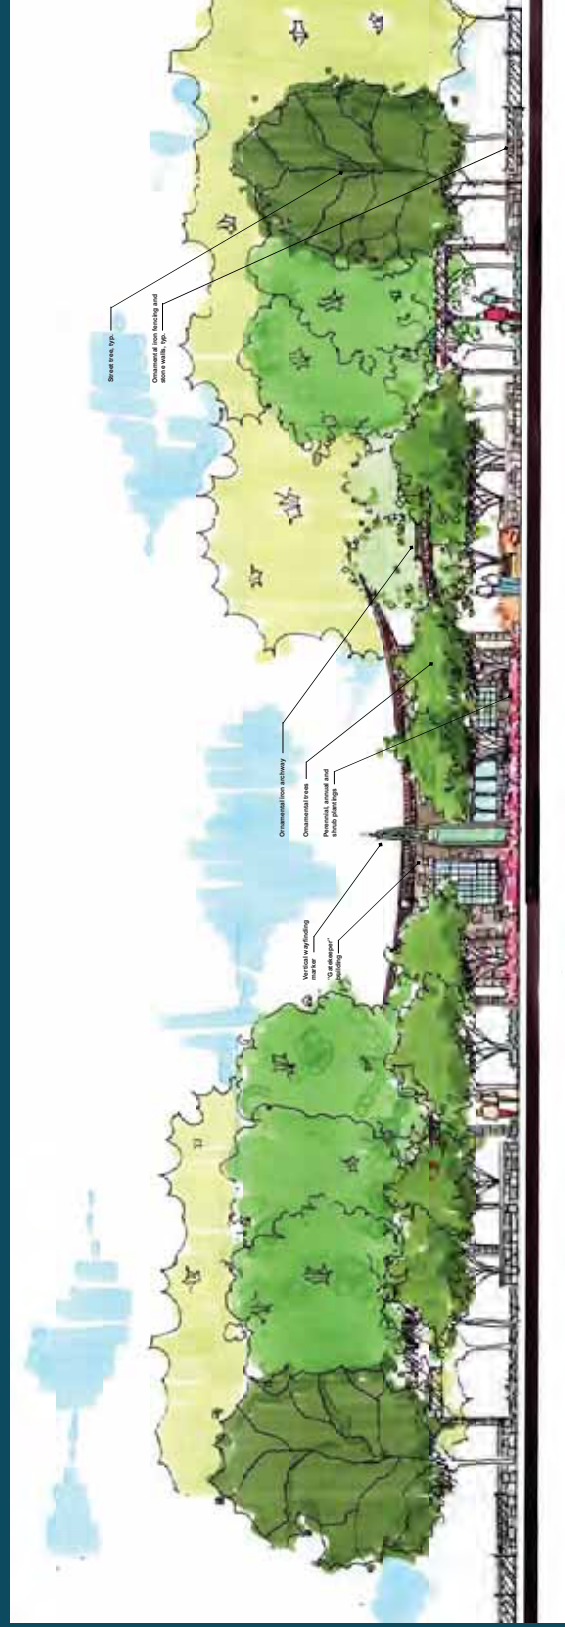 Vertical wayfinding
marker
"Gatekeeper"
building
Ornamental iron archway
Ornamental trees
Perennial, annual and
shrub plantings
Street tree, typ.
Ornamental iron fencing and
stone walls, typ.